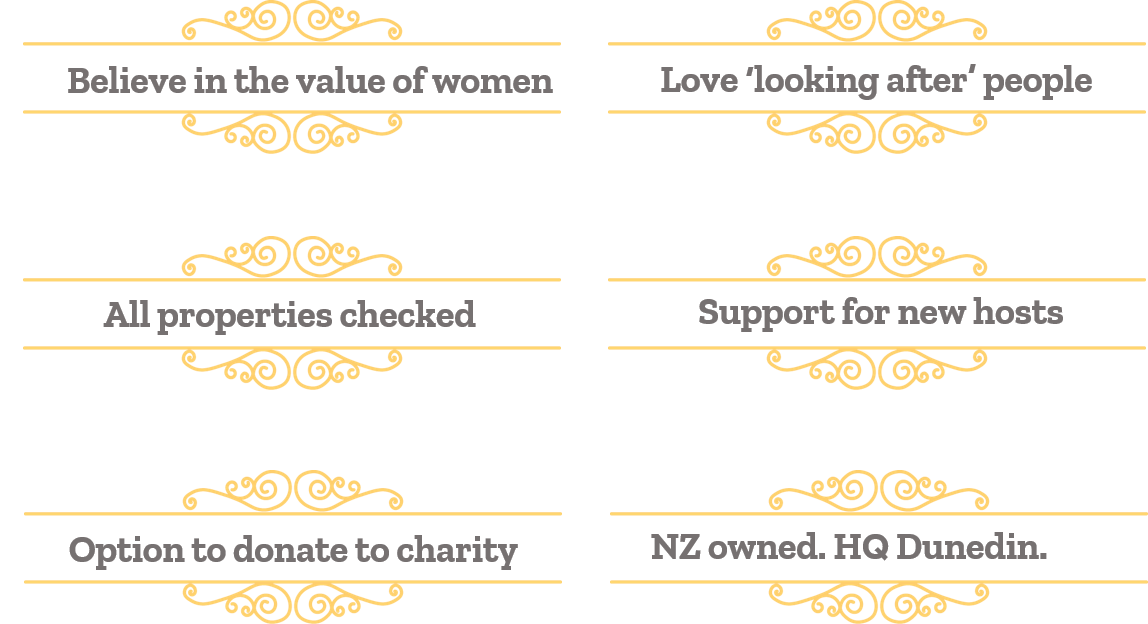 Believe in the value of women
Love ‘looking after’ people
All properties checked
Support for new hosts
Option to donate to charity
NZ owned. HQ Dunedin.